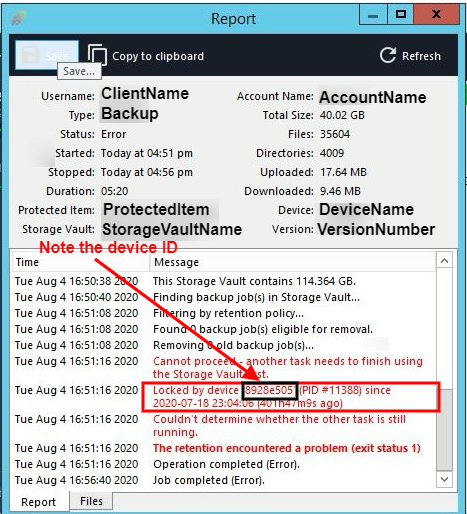 Report
Save
Copy to clipboard
Refresh
Save...
Username: ClientName
Account Name: AccountName
Type: Backup
Total Size: 40.02 GB
Status: Error
Files: 35604
Started: Today at 04:51 pm
Directories: 4009
Stopped: Today at 04:56 pm
Uploaded: 17.64 MB
Duration: 05:20
Downloaded: 9.46 MB
Protected Item: ProtectedItem
Device: DeviceName
Storage Vault: StorageVaultName
Version: VersionNumber
Note the device ID
Time Message
Tue Aug 4 16:50:38 2020 This Storage Vault contains 114.364 GB.
Tue Aug 4 16:50:40 2020 Finding backup job(s) in Storage Vault...
Tue Aug 4 16:51:08 2020 Filtering by retention policy...
Tue Aug 4 16:51:08 2020 Found 0 backup job(s) eligible for removal.
Tue Aug 4 16:51:08 2020 Removing 0 old backup job(s)...
Tue Aug 4 16:51:16 2020 Cannot proceed - another task needs to finish using
the Storage Vault first.
Tue Aug 4 16:51:16 2020 Locked by device 8928e505 (PID #11388) since
2020-07-18 23:04:06 (401h47m9s ago)
Tue Aug 4 16:51:16 2020 Couldn't determine whether the other task is still
running.
Tue Aug 4 16:51:16 2020 The retention encountered a problem (exit status 1)
Tue Aug 4 16:51:16 2020 Operation completed (Error).
Tue Aug 4 16:56:40 2020 Job completed (Error).
Report Files